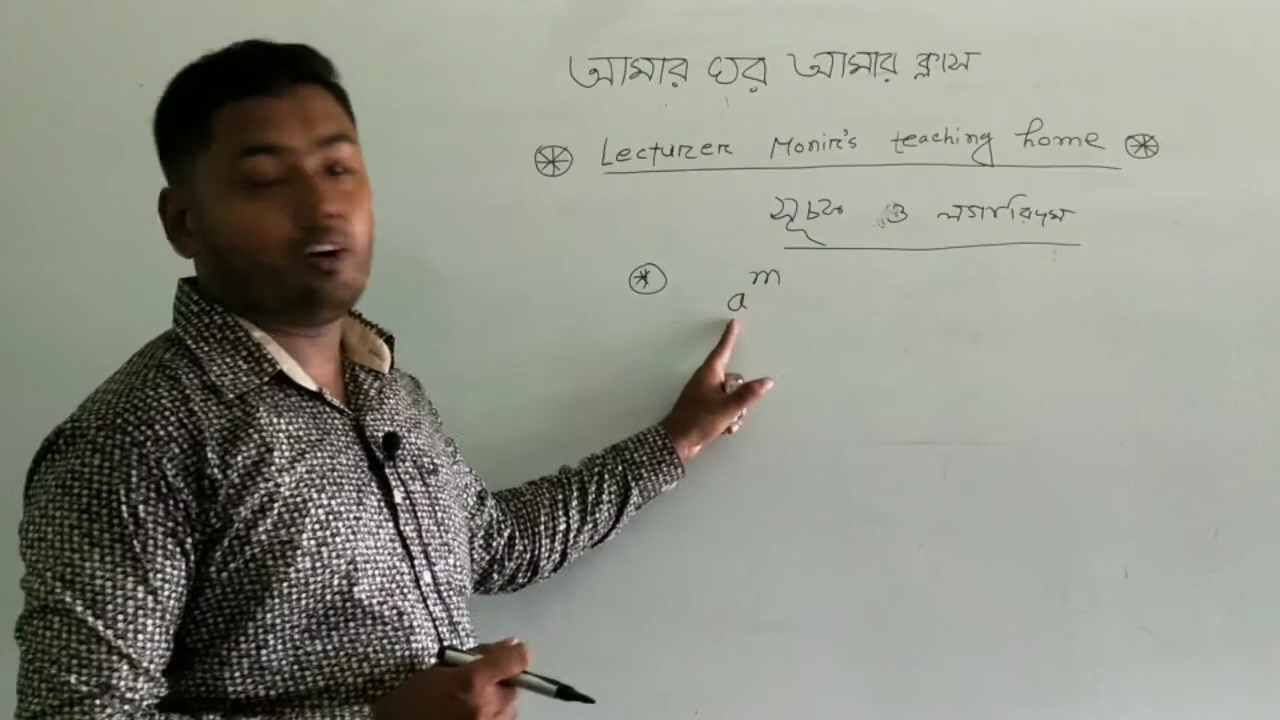 আমার ঘর আমার ক্লাস
Lecturer Monir's teaching home
সূচক ও লগারিদম
* a^m